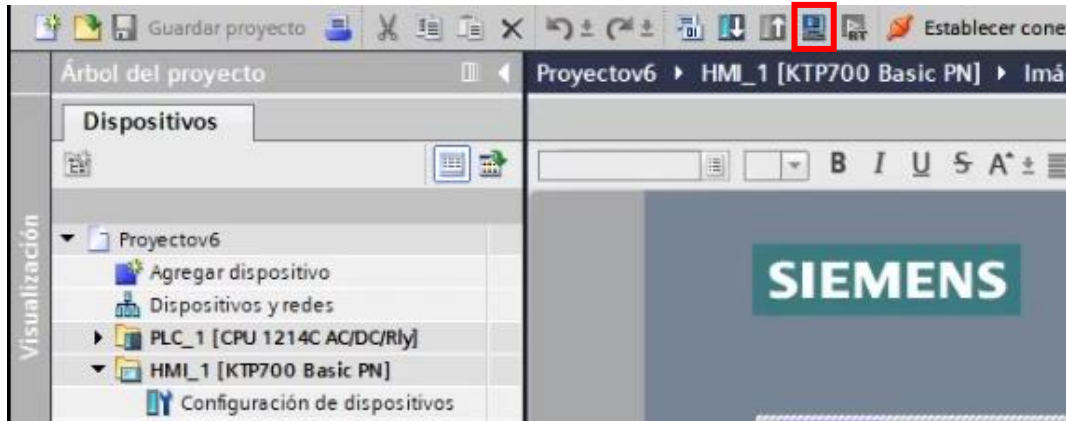 Guardar proyecto RT Establecer cone
Árbol del proyecto
Proyectov6 HMI_1 [KTP700 Basic PN] Imá
Dispositivos
B I U S A
Visualización
Proyectov6
Agregar dispositivo
Dispositivos y redes
PLC_1 [CPU 1214C AC/DC/Rly]
HMI_1 [KTP700 Basic PN]
Configuración de dispositivos
SIEMENS